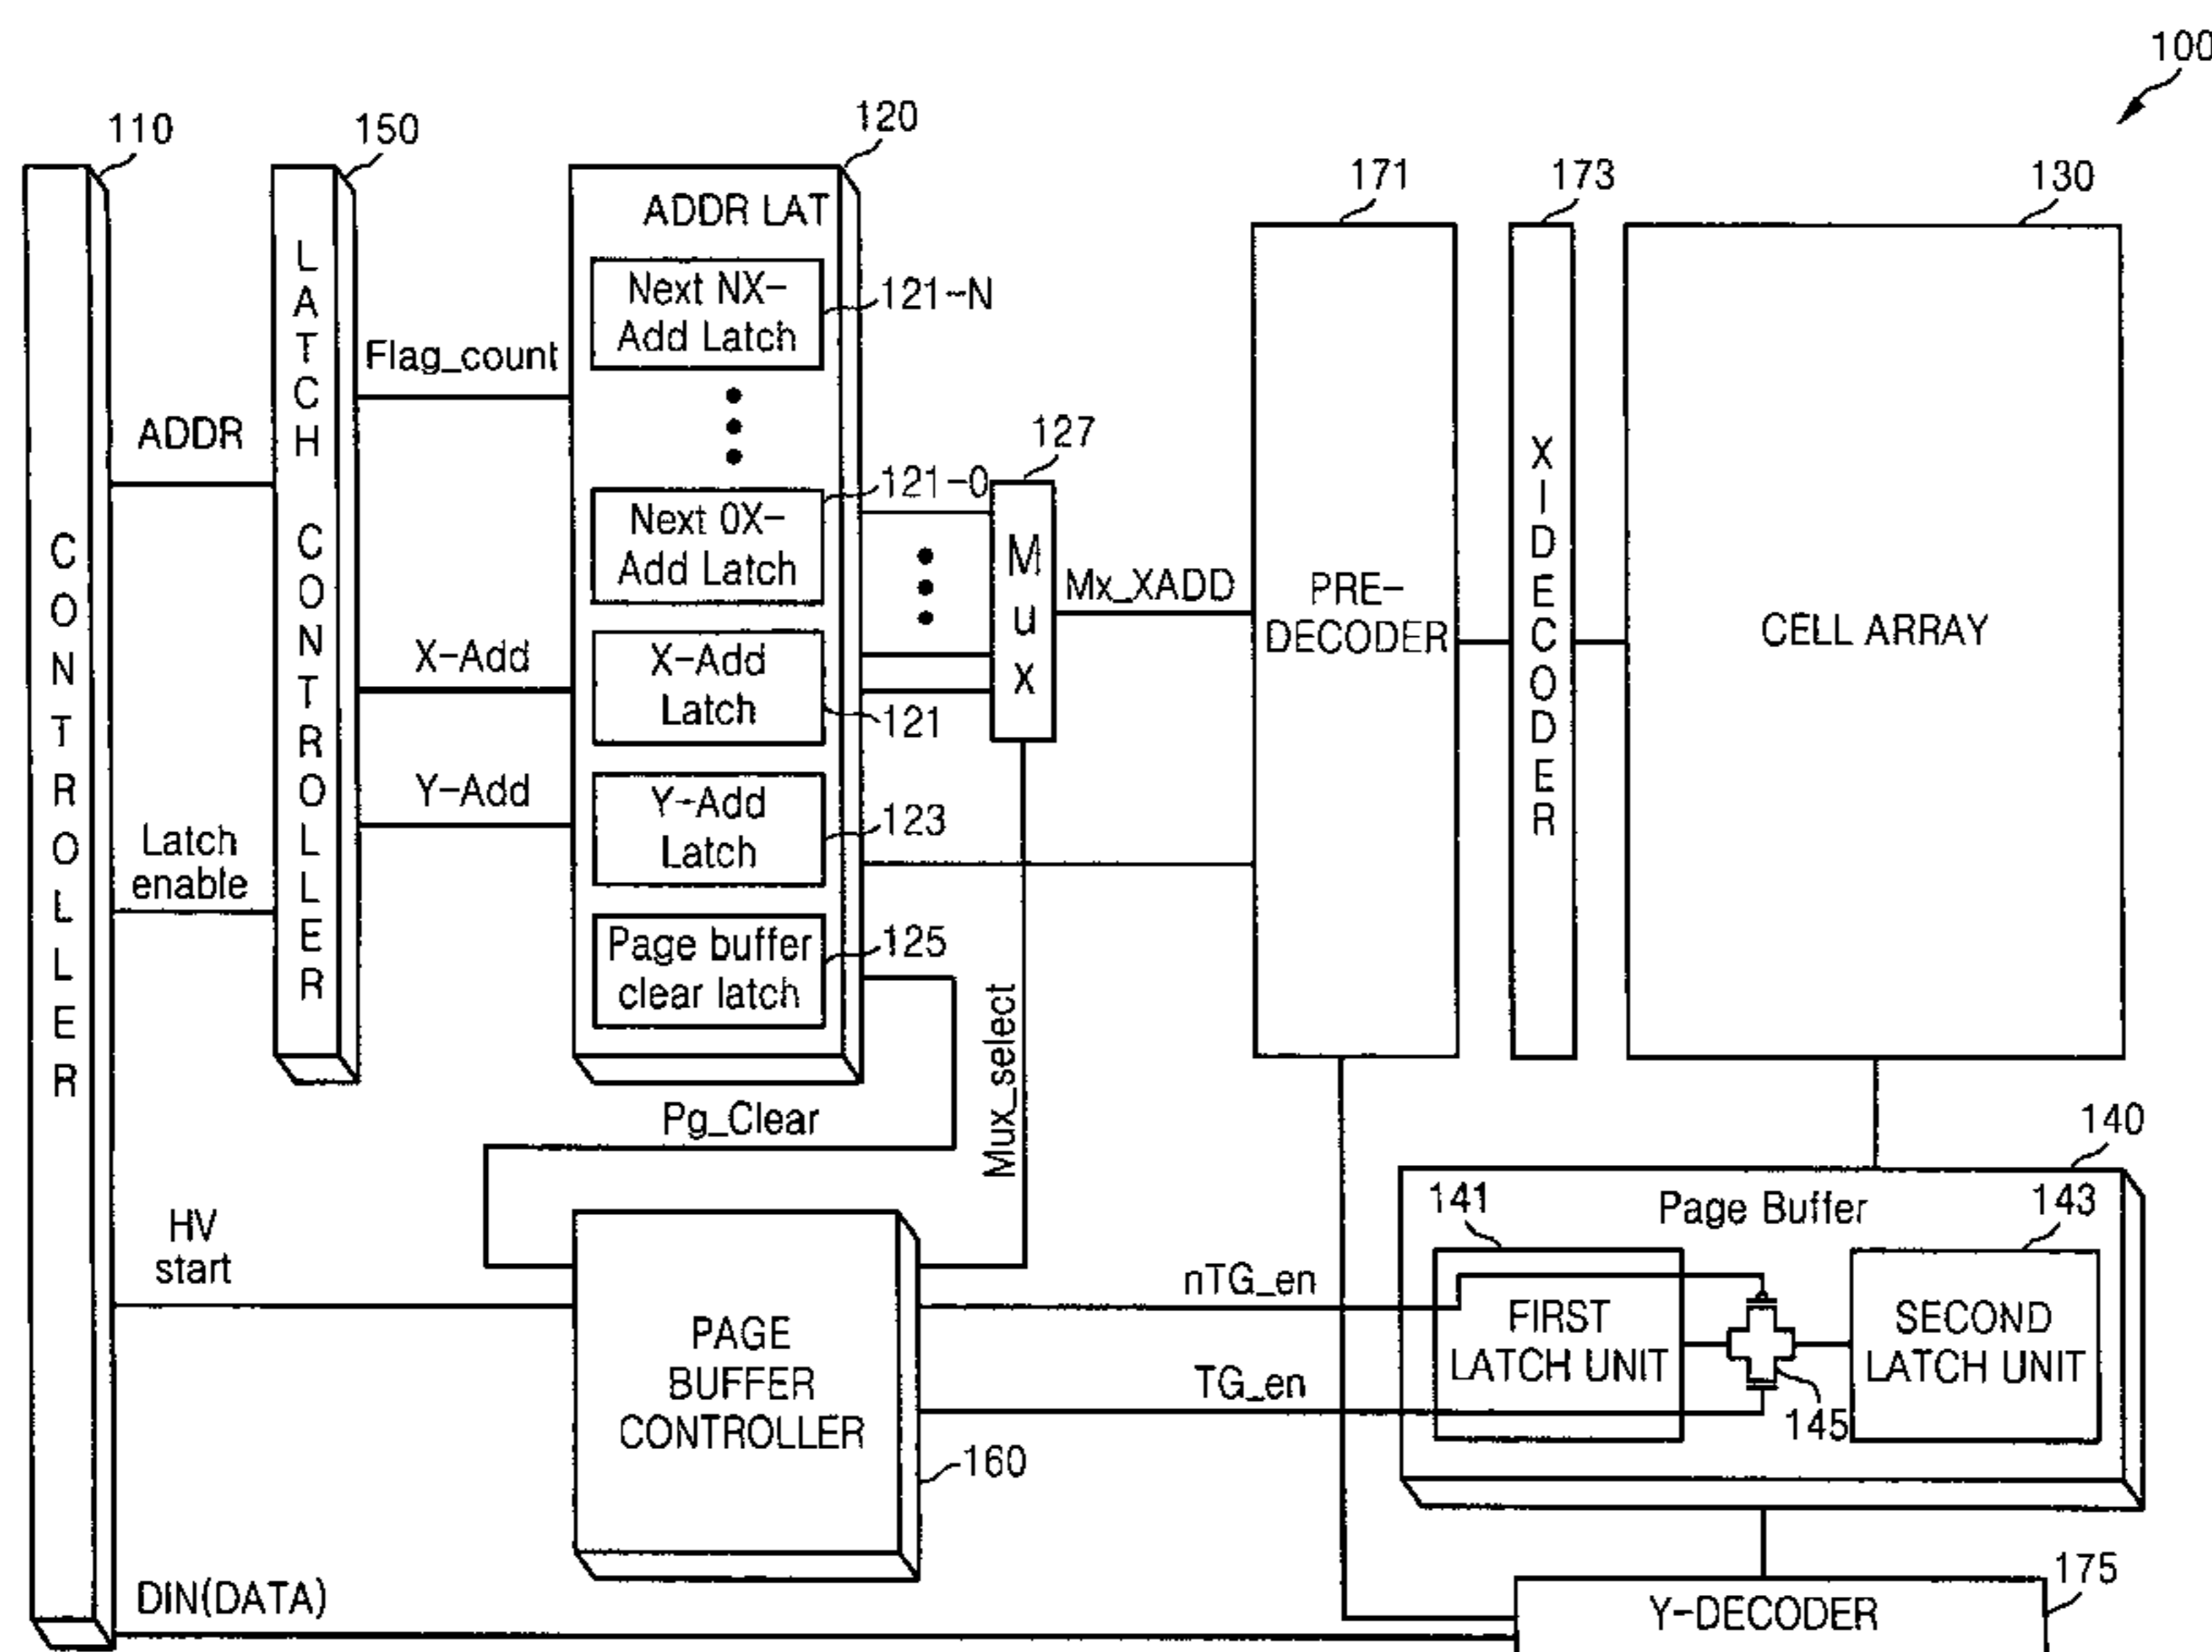 100
110
150
120
171
173
130
ADDR LAT
Next NX-
Add Latch
121-N
LATCH CONTROLLER
Flag_count
ADDR
127
121-0
Next 0X-
Add Latch
Mux
Mx_XADD
PRE-
DECODER
X-DECODER
CELL ARRAY
CONTROLLER
X-Add
X-Add
Latch
121
Y-Add
Y-Add
Latch
123
Latch
enable
Page buffer
clear latch
125
Mux_select
Pg_Clear
140
HV
start
141
Page Buffer
143
nTG_en
PAGE
BUFFER
CONTROLLER
FIRST
LATCH UNIT
SECOND
LATCH UNIT
TG_en
145
160
DIN(DATA)
175
Y-DECODER